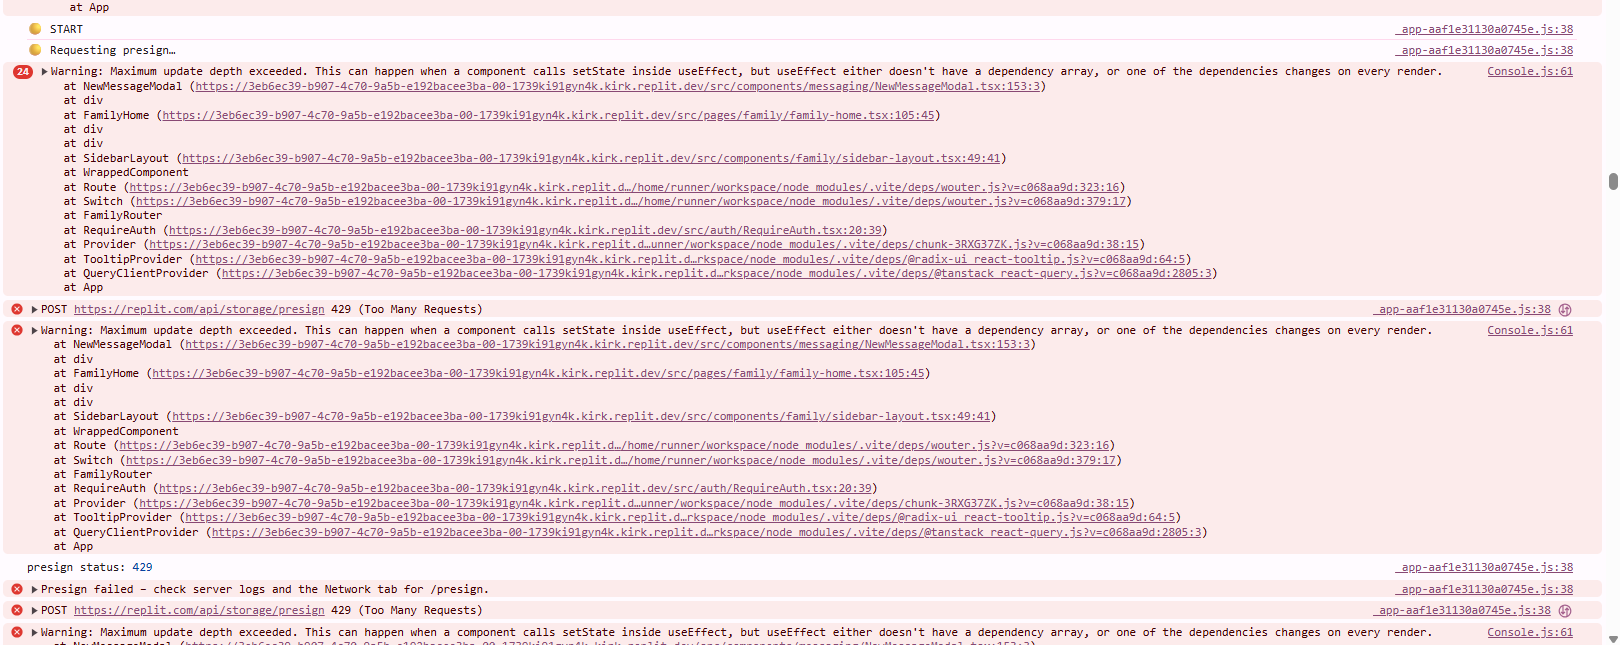 at App
START _app-aaf1e31130a0745e.js:38
Requesting presign… _app-aaf1e31130a0745e.js:38
24 Warning: Maximum update depth exceeded. This can happen when a component calls setState inside useEffect, but useEffect either doesn't have a dependency array, or one of the dependencies changes on every render. Console.js:61
at NewMessageModal (https://3eb6ec39-b907-4c70-9a5b-e192bacee3ba-00-1739ki91gyn4k.kirk.replit.dev/src/components/messaging/NewMessageModal.tsx:153:3)
at div
at FamilyHome (https://3eb6ec39-b907-4c70-9a5b-e192bacee3ba-00-1739ki91gyn4k.kirk.replit.dev/src/pages/family/family-home.tsx:105:45)
at div
at div
at SidebarLayout (https://3eb6ec39-b907-4c70-9a5b-e192bacee3ba-00-1739ki91gyn4k.kirk.replit.dev/src/components/family/sidebar-layout.tsx:49:41)
at WrappedComponent
at Route (https://3eb6ec39-b907-4c70-9a5b-e192bacee3ba-00-1739ki91gyn4k.kirk.replit.d…/home/runner/workspace/node_modules/.vite/deps/wouter.js?v=c068aa9d:323:16)
at Switch (https://3eb6ec39-b907-4c70-9a5b-e192bacee3ba-00-1739ki91gyn4k.kirk.replit.d…/home/runner/workspace/node_modules/.vite/deps/wouter.js?v=c068aa9d:379:17)
at FamilyRouter
at RequireAuth (https://3eb6ec39-b907-4c70-9a5b-e192bacee3ba-00-1739ki91gyn4k.kirk.replit.dev/src/auth/RequireAuth.tsx:20:39)
at Provider (https://3eb6ec39-b907-4c70-9a5b-e192bacee3ba-00-1739ki91gyn4k.kirk.replit.d…unner/workspace/node_modules/.vite/deps/chunk-3RXG37ZK.js?v=c068aa9d:38:15)
at TooltipProvider (https://3eb6ec39-b907-4c70-9a5b-e192bacee3ba-00-1739ki91gyn4k.kirk.replit.d…rkspace/node_modules/.vite/deps/@radix-ui_react-tooltip.js?v=c068aa9d:64:5)
at QueryClientProvider (https://3eb6ec39-b907-4c70-9a5b-e192bacee3ba-00-1739ki91gyn4k.kirk.replit.d…rkspace/node_modules/.vite/deps/@tanstack_react-query.js?v=c068aa9d:2805:3)
at App
POST https://replit.com/api/storage/presign 429 (Too Many Requests) _app-aaf1e31130a0745e.js:38
Warning: Maximum update depth exceeded. This can happen when a component calls setState inside useEffect, but useEffect either doesn't have a dependency array, or one of the dependencies changes on every render. Console.js:61
at NewMessageModal (https://3eb6ec39-b907-4c70-9a5b-e192bacee3ba-00-1739ki91gyn4k.kirk.replit.dev/src/components/messaging/NewMessageModal.tsx:153:3)
at div
at FamilyHome (https://3eb6ec39-b907-4c70-9a5b-e192bacee3ba-00-1739ki91gyn4k.kirk.replit.dev/src/pages/family/family-home.tsx:105:45)
at div
at div
at SidebarLayout (https://3eb6ec39-b907-4c70-9a5b-e192bacee3ba-00-1739ki91gyn4k.kirk.replit.dev/src/components/family/sidebar-layout.tsx:49:41)
at WrappedComponent
at Route (https://3eb6ec39-b907-4c70-9a5b-e192bacee3ba-00-1739ki91gyn4k.kirk.replit.d…/home/runner/workspace/node_modules/.vite/deps/wouter.js?v=c068aa9d:323:16)
at Switch (https://3eb6ec39-b907-4c70-9a5b-e192bacee3ba-00-1739ki91gyn4k.kirk.replit.d…/home/runner/workspace/node_modules/.vite/deps/wouter.js?v=c068aa9d:379:17)
at FamilyRouter
at RequireAuth (https://3eb6ec39-b907-4c70-9a5b-e192bacee3ba-00-1739ki91gyn4k.kirk.replit.dev/src/auth/RequireAuth.tsx:20:39)
at Provider (https://3eb6ec39-b907-4c70-9a5b-e192bacee3ba-00-1739ki91gyn4k.kirk.replit.d…unner/workspace/node_modules/.vite/deps/chunk-3RXG37ZK.js?v=c068aa9d:38:15)
at TooltipProvider (https://3eb6ec39-b907-4c70-9a5b-e192bacee3ba-00-1739ki91gyn4k.kirk.replit.d…rkspace/node_modules/.vite/deps/@radix-ui_react-tooltip.js?v=c068aa9d:64:5)
at QueryClientProvider (https://3eb6ec39-b907-4c70-9a5b-e192bacee3ba-00-1739ki91gyn4k.kirk.replit.d…rkspace/node_modules/.vite/deps/@tanstack_react-query.js?v=c068aa9d:2805:3)
at App
presign status: 429 _app-aaf1e31130a0745e.js:38
Presign failed – check server logs and the Network tab for /presign. _app-aaf1e31130a0745e.js:38
POST https://replit.com/api/storage/presign 429 (Too Many Requests) _app-aaf1e31130a0745e.js:38
Warning: Maximum update depth exceeded. This can happen when a component calls setState inside useEffect, but useEffect either doesn't have a dependency array, or one of the dependencies changes on every render. Console.js:61